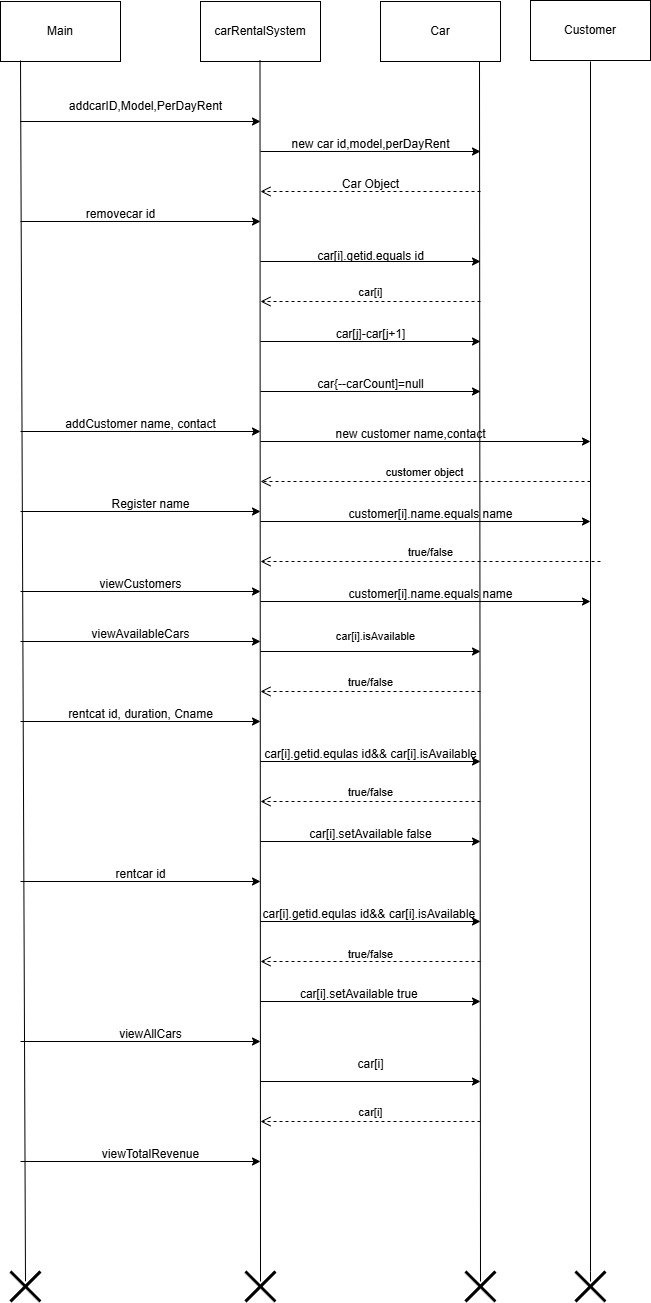 Main
carRentalSystem
Car
Customer
addcarID,Model,PerDayRent
new car id,model,perDayRent
Car Object
removecar id
car[i].getid.equals id
car[i]
car[j]-car[j+1]
car{--carCount]=null
addCustomer name, contact
new customer name,contact
customer object
Register name
customer[i].name.equals name
true/false
viewCustomers
customer[i].name.equals name
viewAvailableCars
car[i].isAvailable
true/false
rentcat id, duration, Cname
car[i].getid.equlas id&& car[i].isAvailable
true/false
car[i].setAvailable false
rentcar id
car[i].getid.equlas id&& car[i].isAvailable
true/false
car[i].setAvailable true
viewAllCars
car[i]
car[i]
viewTotalRevenue